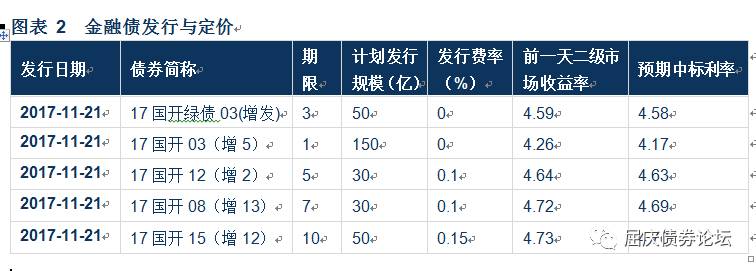 图表 2 金融债发行与定价
发行日期 债券简称 期限 计划发行规模（亿） 发行费率（%） 前一天二级市场收益率 预期中标利率
2017-11-21 17 国开绿债 03(增发) 3 50 0 4.59 4.58
2017-11-21 17 国开 03（增 5） 1 150 0 4.26 4.17
2017-11-21 17 国开 12（增 2） 5 30 0.1 4.64 4.63
2017-11-21 17 国开 08（增 13） 7 30 0.1 4.72 4.69
2017-11-21 17 国开 15（增 12） 10 50 0.15 4.73
屈庆债券论坛